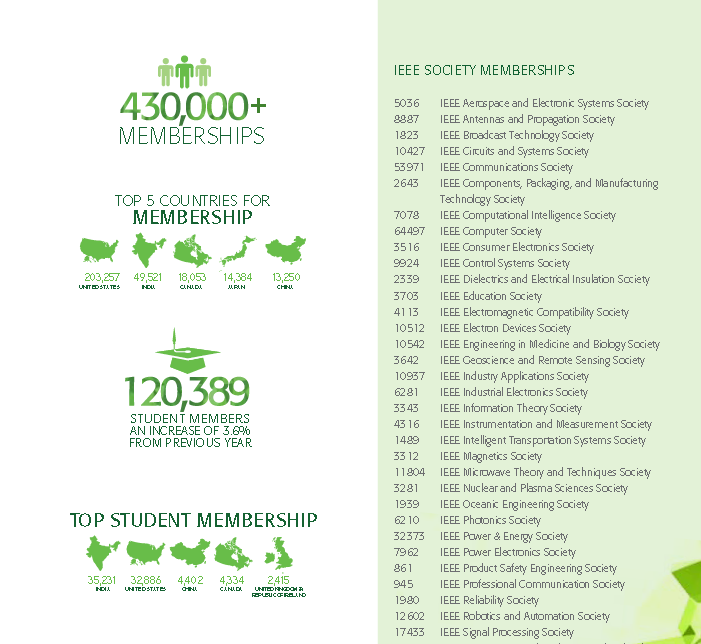 430,000+
MEMBERSHIPS
TOP 5 COUNTRIES FOR
MEMBERSHIP
203,257 49,521 18,053 14,384 13,250
UNITED STATES INDIA CANADA JAPAN CHINA
120,389
STUDENT MEMBERS
AN INCREASE OF 3.6%
FROM PREVIOUS YEAR
TOP STUDENT MEMBERSHIP
35,231 32,886 4,402 4,334 2,415
INDIA UNITED STATES CHINA CANADA UNITED KINGDOM &
REPUBLIC OF IRELAND
IEEE SOCIETY MEMBERSHIPS
5036 IEEE Aerospace and Electronic Systems Society
8887 IEEE Antennas and Propagation Society
1823 IEEE Broadcast Technology Society
10427 IEEE Circuits and Systems Society
53971 IEEE Communications Society
2643 IEEE Components, Packaging, and Manufacturing
Technology Society
7078 IEEE Computational Intelligence Society
64497 IEEE Computer Society
3516 IEEE Consumer Electronics Society
9924 IEEE Control Systems Society
2339 IEEE Dielectrics and Electrical Insulation Society
3703 IEEE Education Society
4113 IEEE Electromagnetic Compatibility Society
10512 IEEE Electron Devices Society
10542 IEEE Engineering in Medicine and Biology Society
3642 IEEE Geoscience and Remote Sensing Society
10937 IEEE Industry Applications Society
6281 IEEE Industrial Electronics Society
3343 IEEE Information Theory Society
4316 IEEE Instrumentation and Measurement Society
1489 IEEE Intelligent Transportation Systems Society
3312 IEEE Magnetics Society
11804 IEEE Microwave Theory and Techniques Society
3281 IEEE Nuclear and Plasma Sciences Society
1939 IEEE Oceanic Engineering Society
6210 IEEE Photonics Society
32373 IEEE Power & Energy Society
7962 IEEE Power Electronics Society
861 IEEE Product Safety Engineering Society
945 IEEE Professional Communication Society
1980 IEEE Reliability Society
12602 IEEE Robotics and Automation Society
17433 IEEE Signal Processing Society